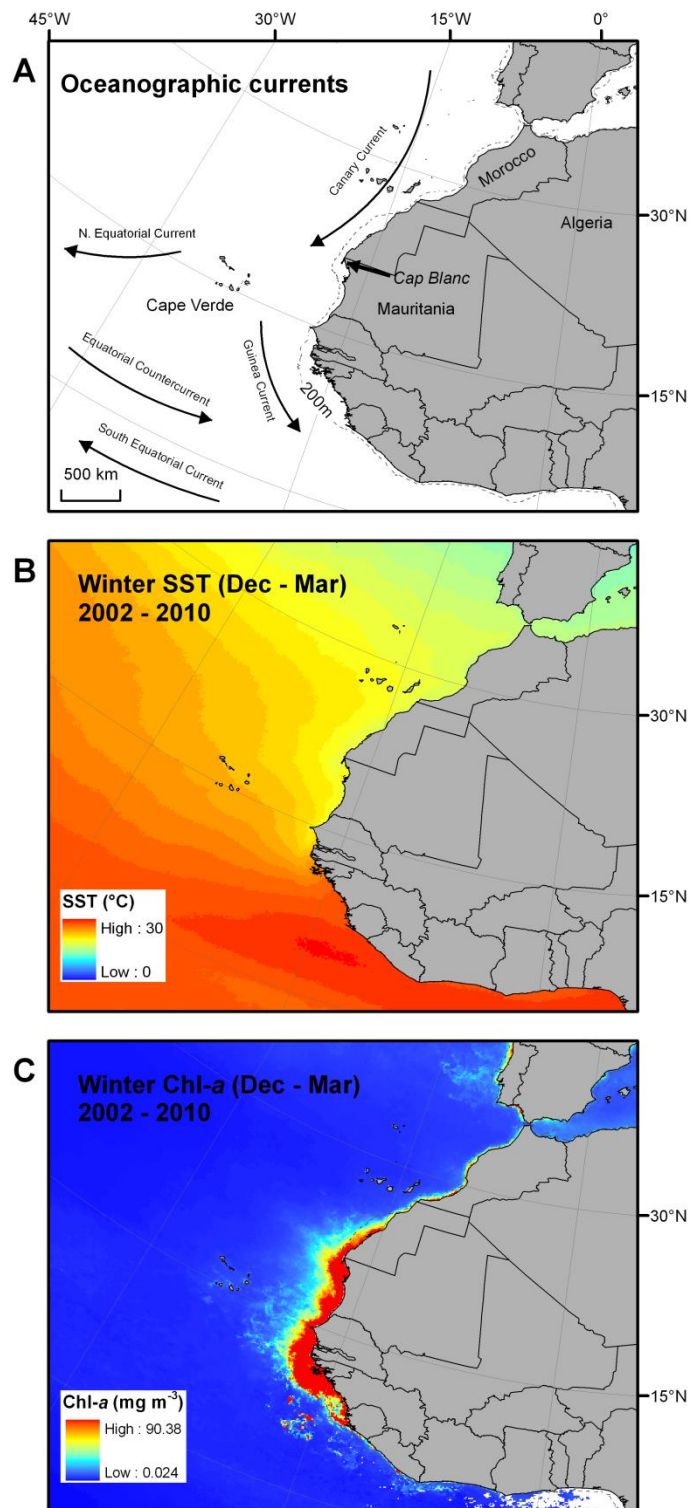 45°W 30°W 15°W 0°
A
Oceanographic currents
Canary Current
Morocco
Algeria
30°N
N. Equatorial Current
Cap Blanc
Cape Verde
Mauritania
Equatorial Countercurrent
Guinea Current
200m
15°N
South Equatorial Current
500 km
B
Winter SST (Dec - Mar)
2002 - 2010
30°N
15°N
SST (°C)
High : 30
Low : 0
C
Winter Chl-a (Dec - Mar)
2002 - 2010
30°N
15°N
Chl-a (mg m⁻³)
High : 90.38
Low : 0.024